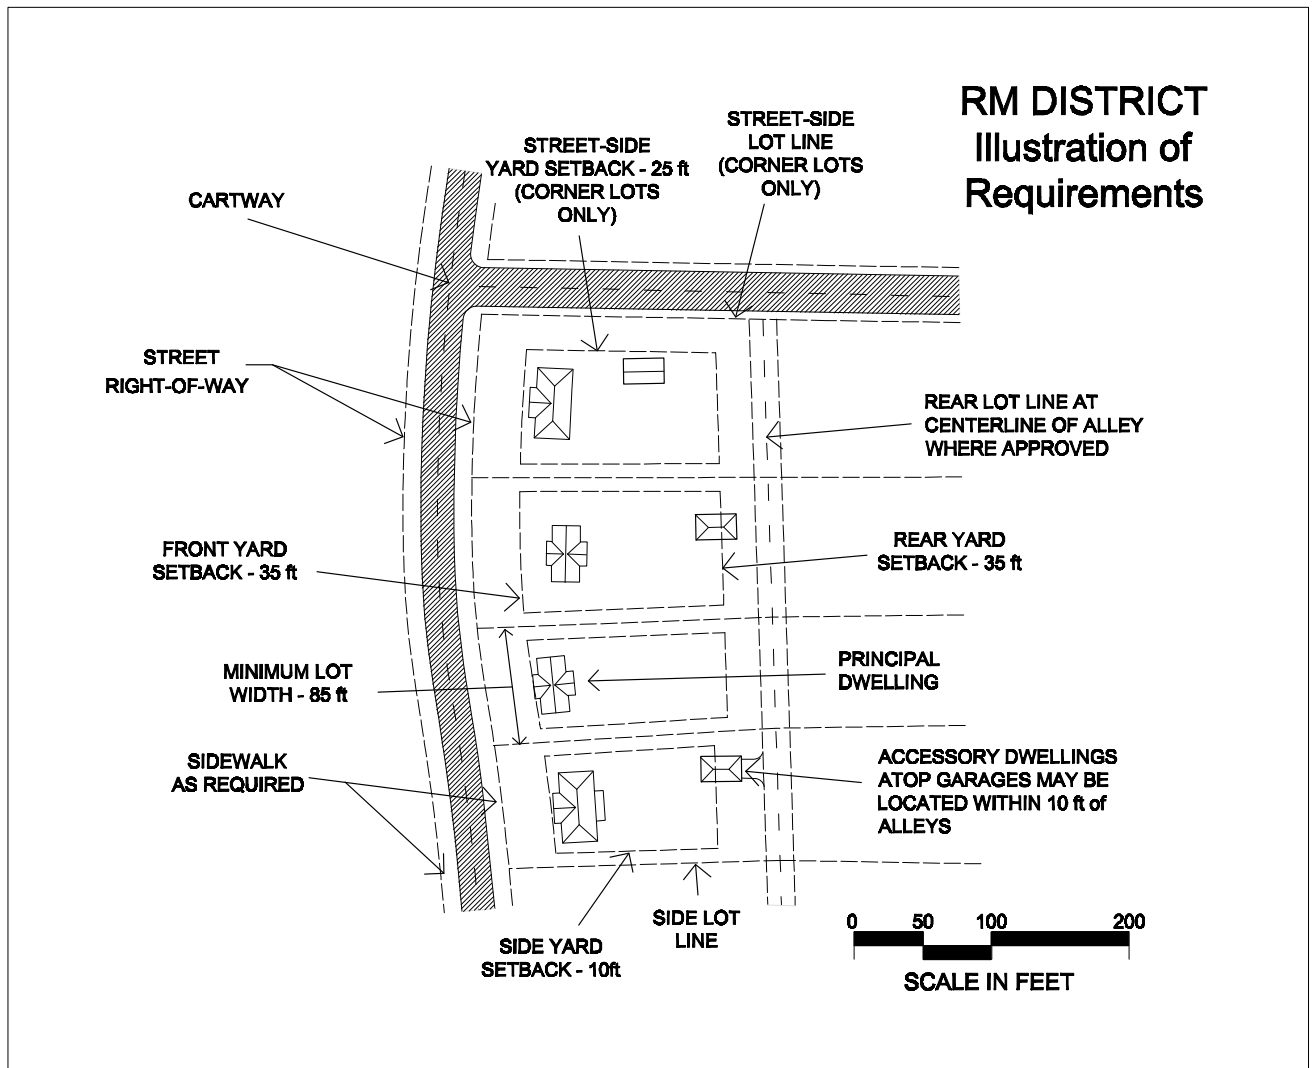 RM DISTRICT
Illustration of
Requirements
STREET-SIDE
LOT LINE
(CORNER LOTS
ONLY)
STREET-SIDE
YARD SETBACK - 25 ft
(CORNER LOTS
ONLY)
CARTWAY
STREET
RIGHT-OF-WAY
REAR LOT LINE AT
CENTERLINE OF ALLEY
WHERE APPROVED
FRONT YARD
SETBACK - 35 ft
REAR YARD
SETBACK - 35 ft
MINIMUM LOT
WIDTH - 85 ft
PRINCIPAL
DWELLING
SIDEWALK
AS REQUIRED
ACCESSORY DWELLINGS
ATOP GARAGES MAY BE
LOCATED WITHIN 10 ft of
ALLEYS
SIDE LOT
LINE
SIDE YARD
SETBACK - 10ft
0 50 100 200
SCALE IN FEET